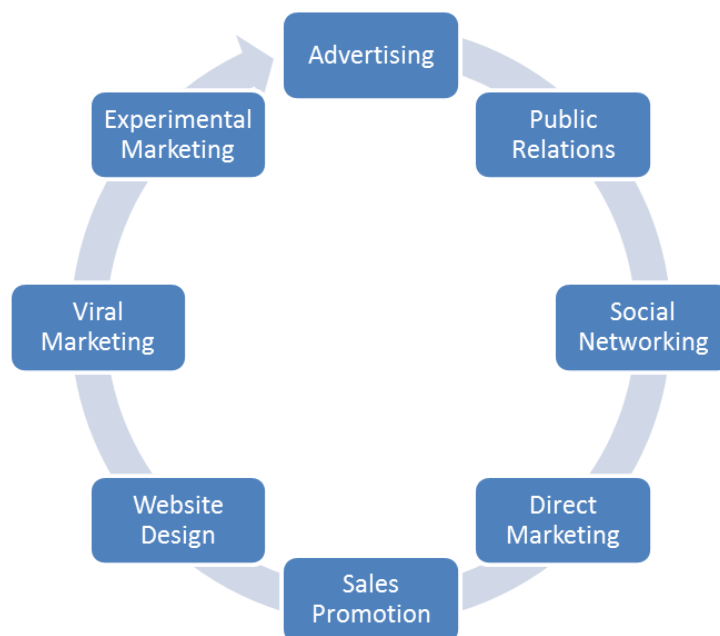 Advertising
Public
Relations
Social
Networking
Direct
Marketing
Sales
Promotion
Website
Design
Viral
Marketing
Experimental
Marketing